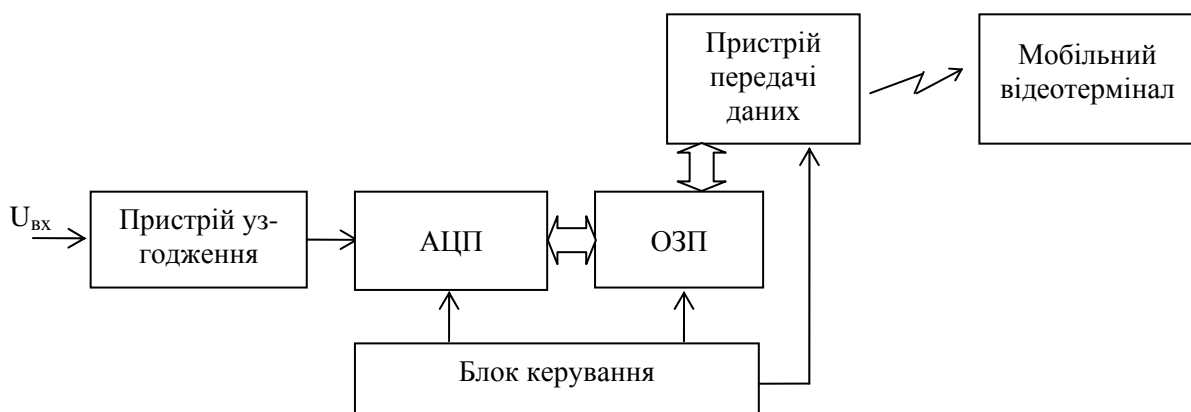 Пристрій
передачі
даних
Мобільний
відеотермінал
Uвх
Пристрій уз-
годження
АЦП
ОЗП
Блок керування